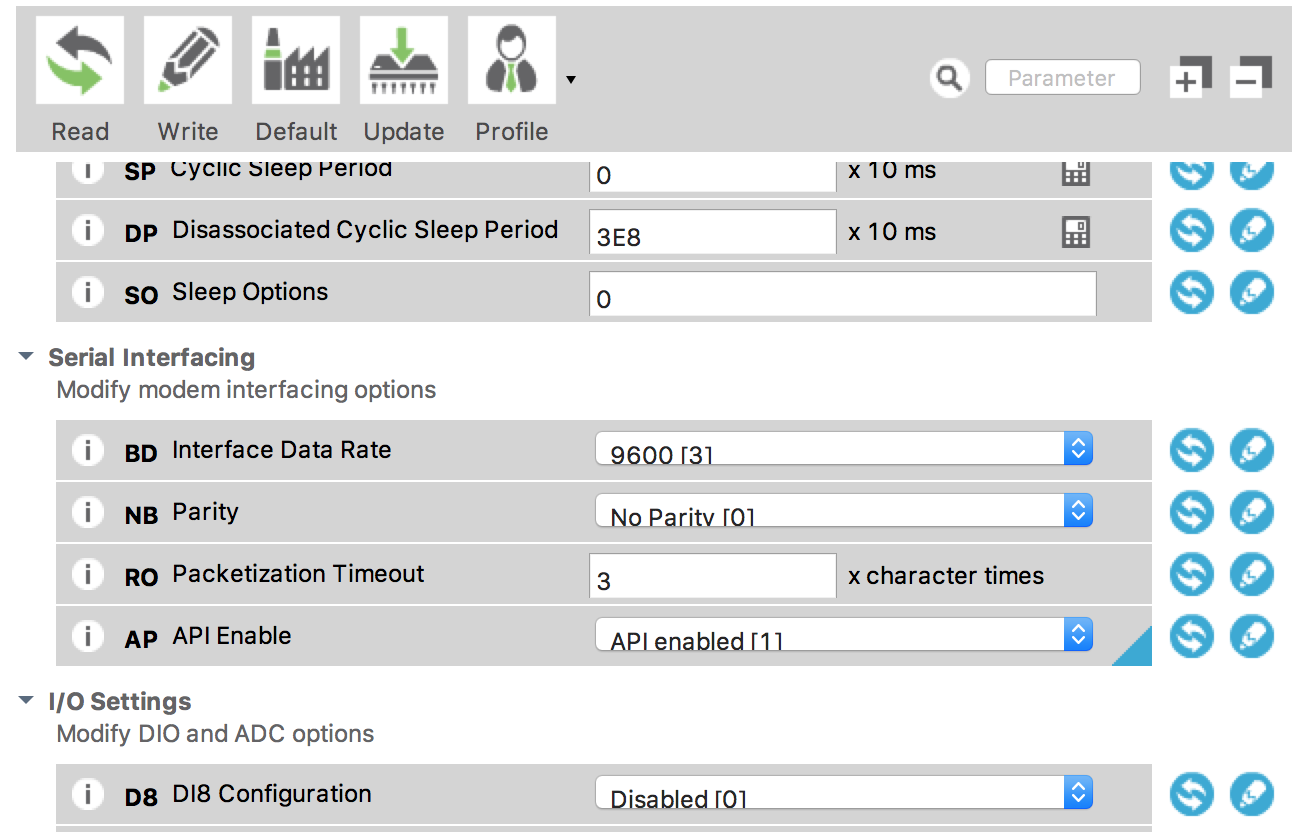 Parameter
Read Write Default Update Profile
i SP Cyclic Sleep Period 0 x 10 ms
i DP Disassociated Cyclic Sleep Period 3E8 x 10 ms
i SO Sleep Options 0
Serial Interfacing
Modify modem interfacing options
i BD Interface Data Rate 9600 [3]
i NB Parity No Parity [0]
i RO Packetization Timeout 3 x character times
i AP API Enable API enabled [1]
I/O Settings
Modify DIO and ADC options
i D8 DI8 Configuration Disabled [0]